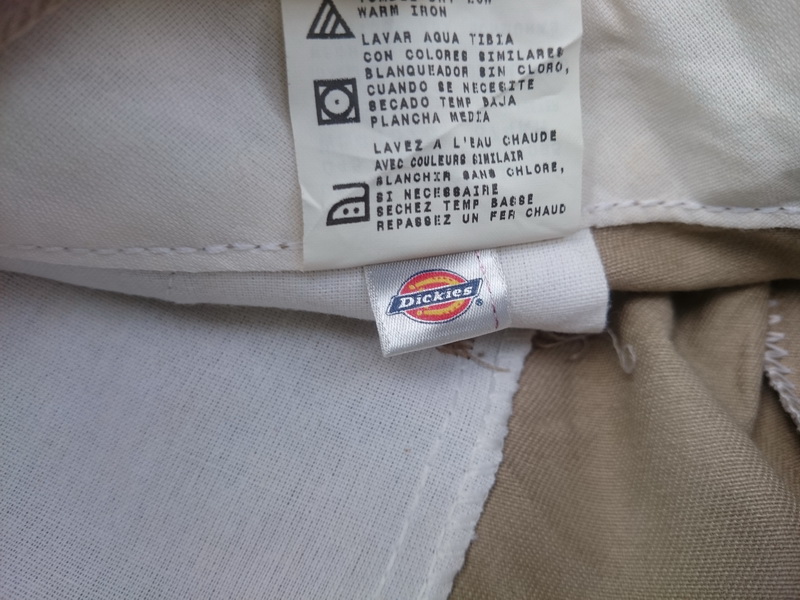 WARM IRON
LAVAR AQUA TIBIA
CON COLORES SIMILARES
BLANQUEADOR SIN CLORO,
CUANDO SE NECESITE
SECADO TEMP BAJA
PLANCHA MEDIA
LAVEZ A L'EAU CHAUDE
AVEC COULEURS SIMILAIR
BLANCHIR SANS CHLORE,
SI NECESSAIRE
SECHEZ TEMP BASSE
REPASSEZ UN FER CHAUD
Dickies ®